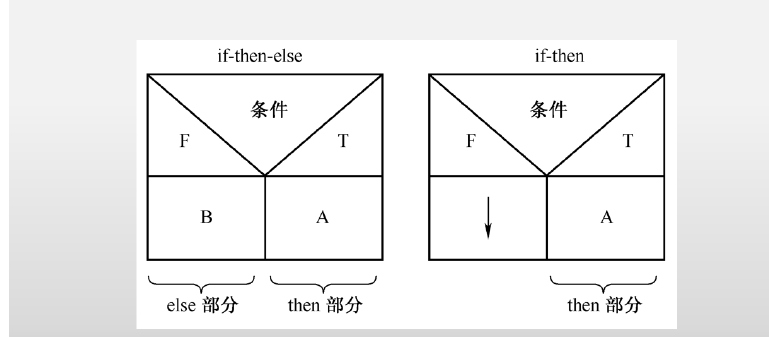 if-then-else
条件
F
T
B
A
else 部分
then 部分
if-then
条件
F
T
A
then 部分